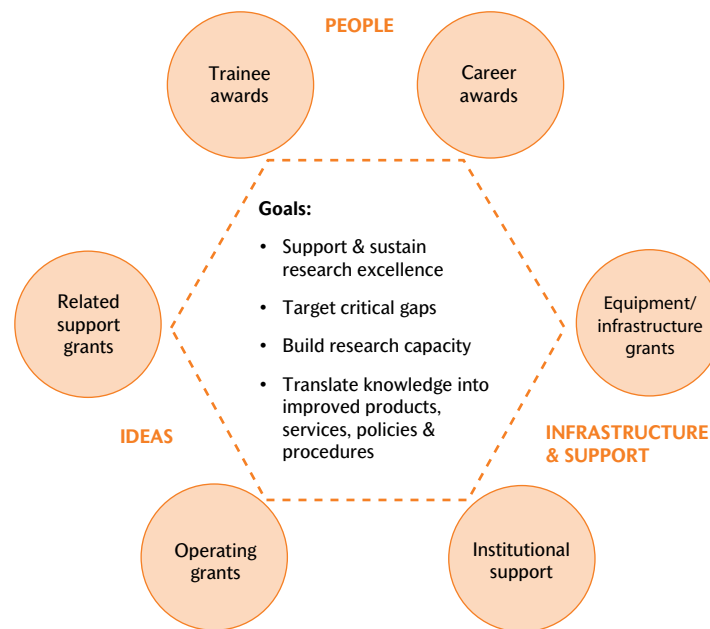 PEOPLE
Trainee
awards
Career
awards
Goals:
• Support & sustain
research excellence
• Target critical gaps
• Build research capacity
• Translate knowledge into
improved products,
services, policies &
procedures
Related
support
grants
Equipment/
infrastructure
grants
IDEAS
INFRASTRUCTURE
& SUPPORT
Operating
grants
Institutional
support